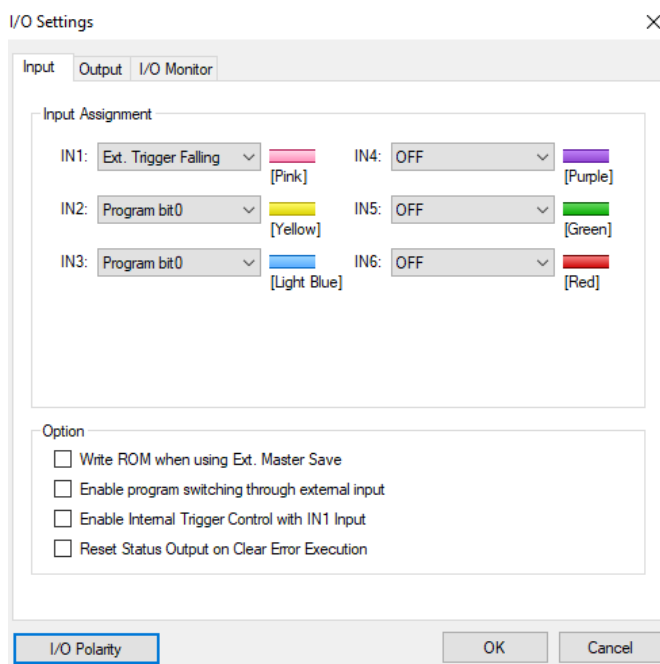 I/O Settings
Input Output I/O Monitor
Input Assignment
IN1: Ext. Trigger Falling [Pink] IN4: OFF [Purple]
IN2: Program bit0 [Yellow] IN5: OFF [Green]
IN3: Program bit0 [Light Blue] IN6: OFF [Red]
Option
Write ROM when using Ext. Master Save
Enable program switching through external input
Enable Internal Trigger Control with IN1 Input
Reset Status Output on Clear Error Execution
I/O Polarity OK Cancel